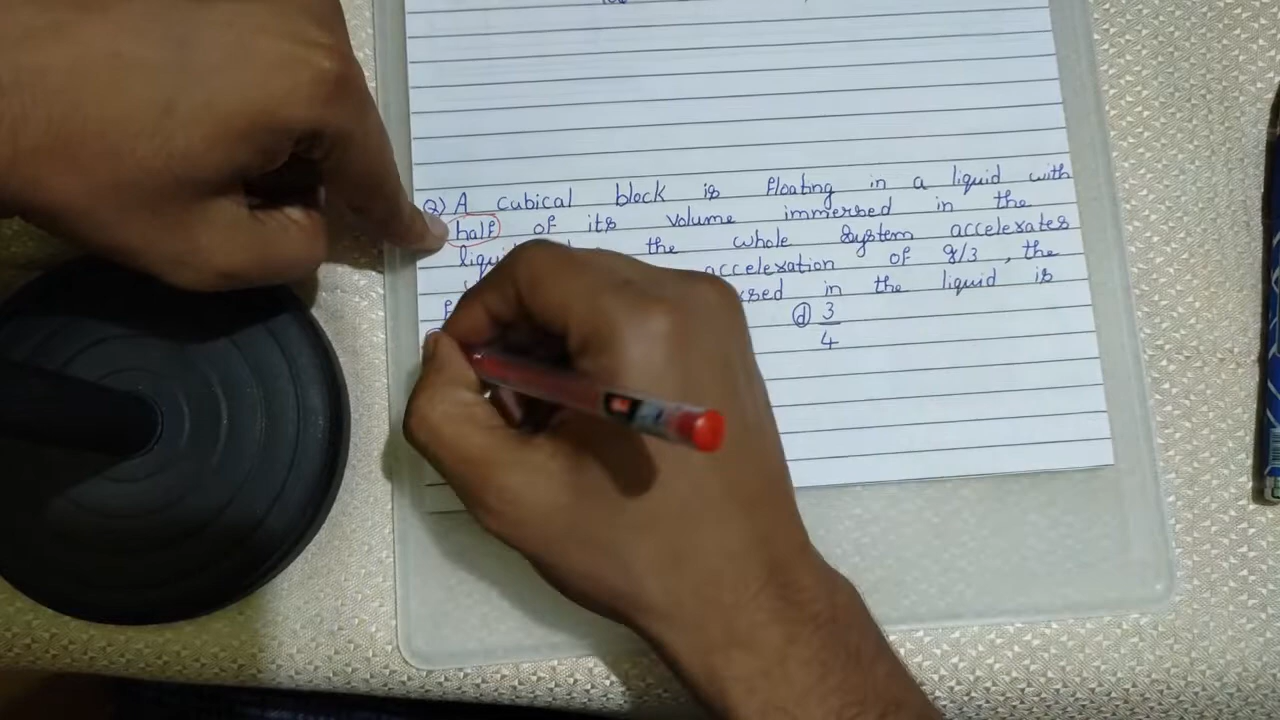 Q) A cubical block is floating in a liquid with
half of its volume immersed in the
the whole system accelerates
acceleration of g/3, the
in the liquid is
(d) 3/4